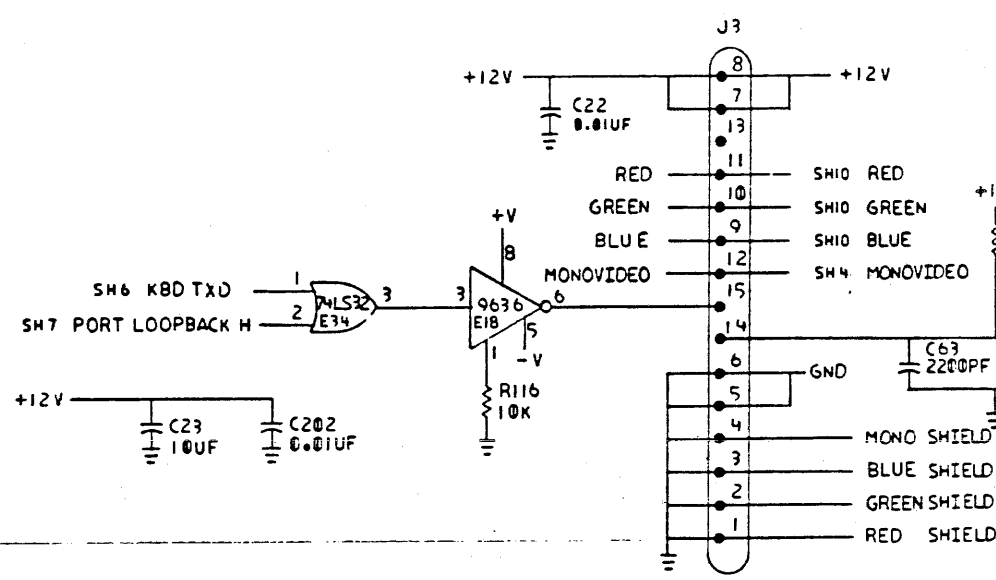 J3
+12V 8 +12V
7
C22
0.01UF
13
RED 11 SH10 RED
+1
GREEN 10 SH10 GREEN
+V
BLUE 9 SH10 BLUE
8
MONOVIDEO 12 SH4 MONOVIDEO
SH6 KBD TXD 1
74LS32 3 3 9636 6 15
SH7 PORT LOOPBACK H 2 E34 E18
5
14
1 -V
C63
2200PF
6 GND
R116
10K
5
+12V
C23
10UF
C202
0.01UF
4 MONO SHIELD
3 BLUE SHIELD
2 GREEN SHIELD
1 RED SHIELD